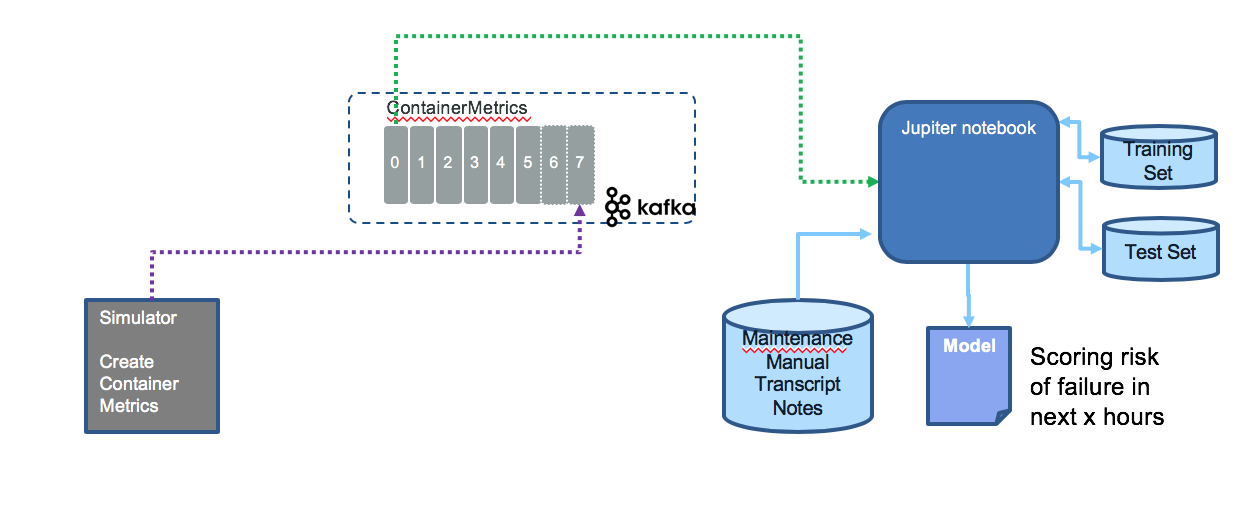 ContainerMetrics
0 1 2 3 4 5 6 7
kafka
Simulator
Create
Container
Metrics
Jupiter notebook
Training
Set
Test Set
Maintenance
Manual
Transcript
Notes
Model
Scoring risk
of failure in
next x hours